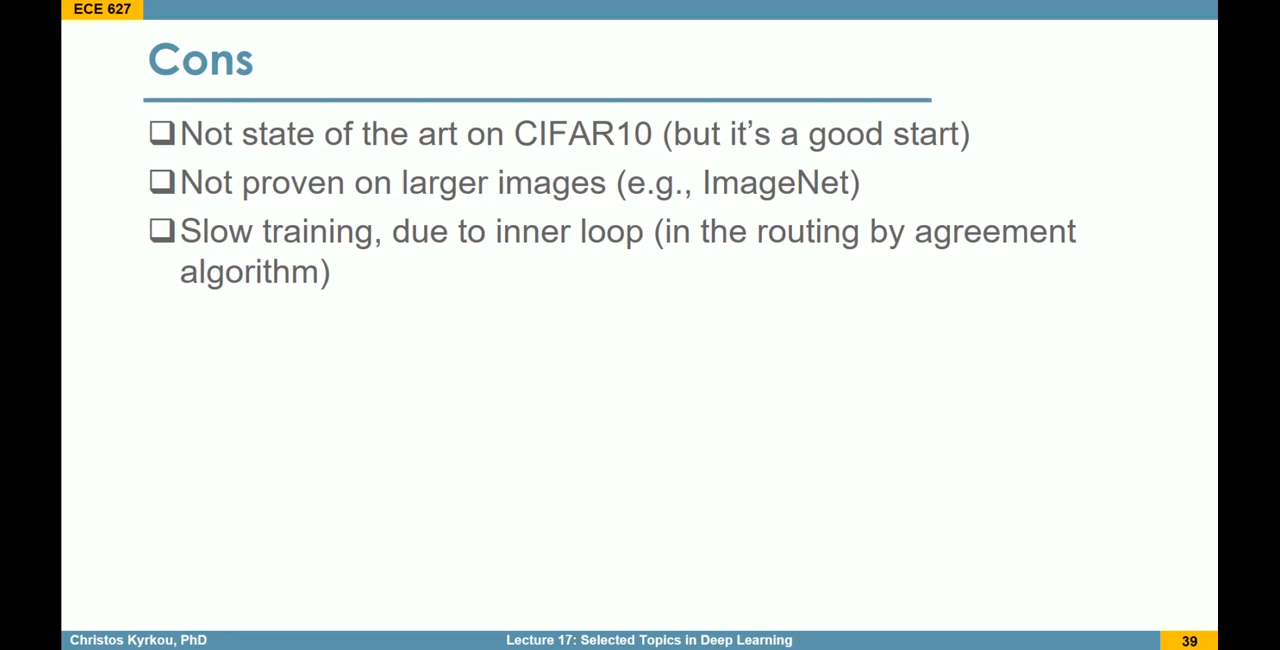 ECE 627
Cons
❑Not state of the art on CIFAR10 (but it’s a good start)
❑Not proven on larger images (e.g., ImageNet)
❑Slow training, due to inner loop (in the routing by agreement
algorithm)
Christos Kyrkou, PhD
Lecture 17: Selected Topics in Deep Learning
39